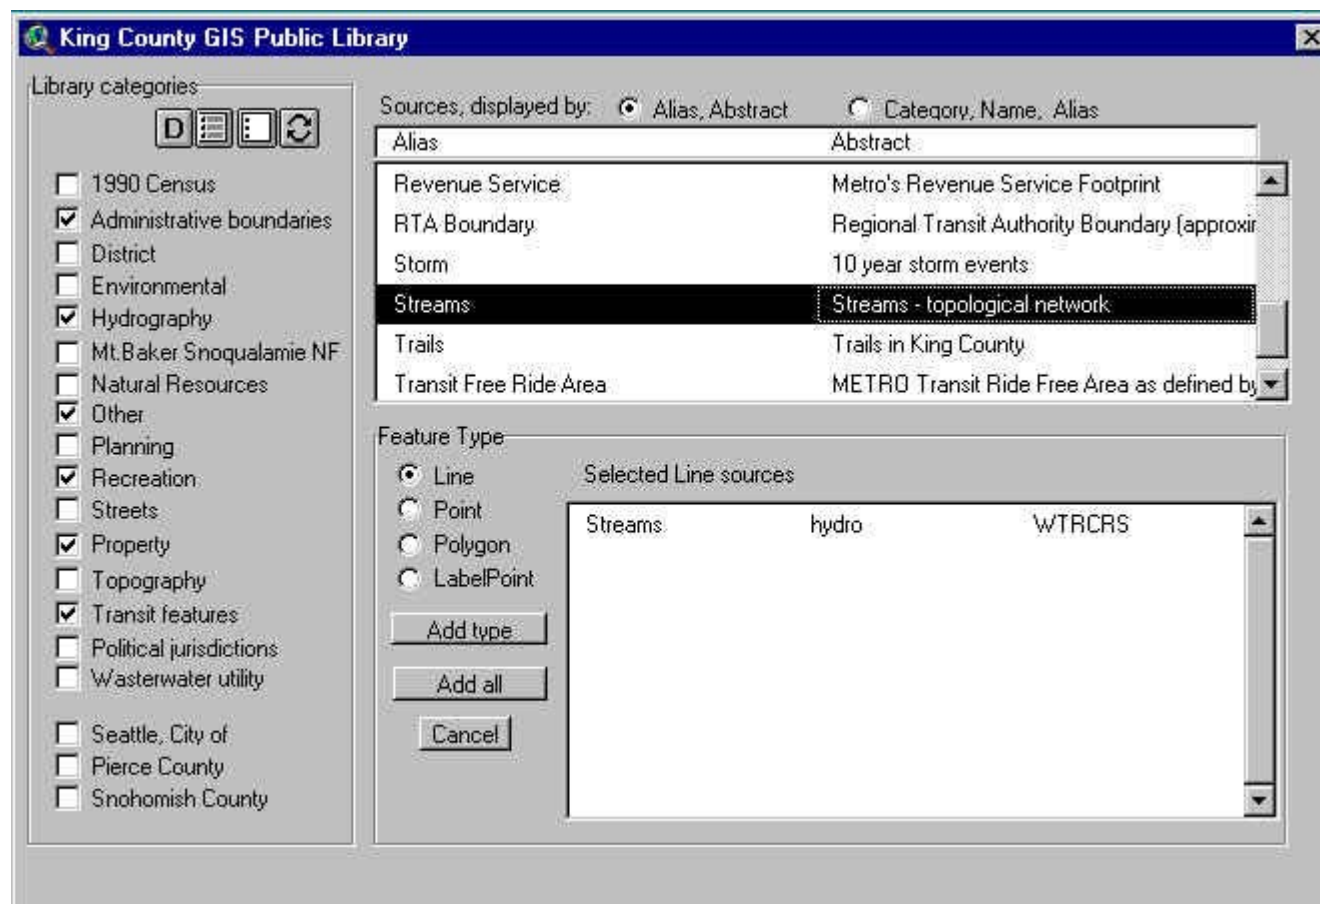 King County GIS Public Library
Library categories
D
1990 Census
Administrative boundaries
District
Environmental
Hydrography
Mt.Baker Snoqualamie NF
Natural Resources
Other
Planning
Recreation
Streets
Property
Topography
Transit features
Political jurisdictions
Wasterwater utility
Seattle, City of
Pierce County
Snohomish County
Sources, displayed by: Alias, Abstract Category, Name, Alias
Alias Abstract
Revenue Service Metro's Revenue Service Footprint
RTA Boundary Regional Transit Authority Boundary (approxir
Storm 10 year storm events
Streams Streams - topological network
Trails Trails in King County
Transit Free Ride Area METRO Transit Ride Free Area as defined by
Feature Type
Line
Point
Polygon
LabelPoint
Add type
Add all
Cancel
Selected Line sources
Streams hydro WTRCRS